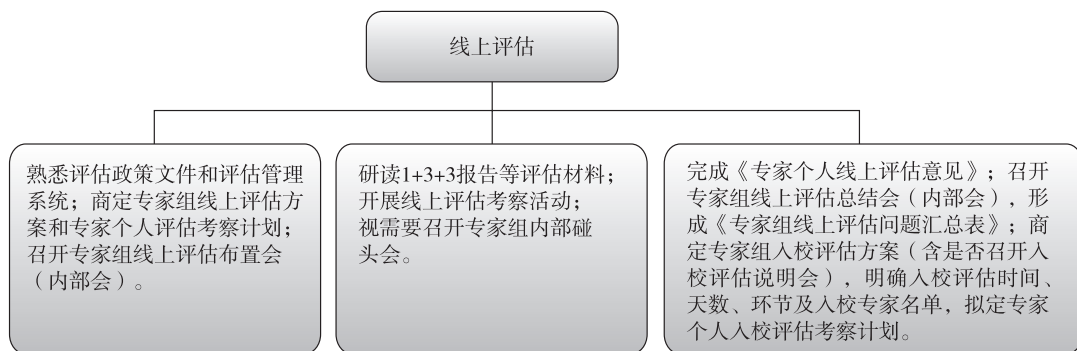 线上评估
熟悉评估政策文件和评估管理
系统；商定专家组线上评估方
案和专家个人评估考察计划；
召开专家组线上评估布置会
（内部会）。
研读1+3+3报告等评估材料；
开展线上评估考察活动；
视需要召开专家组内部碰
头会。
完成《专家个人线上评估意见》；召开
专家组线上评估总结会（内部会），形
成《专家组线上评估问题汇总表》；商
定专家组入校评估方案（含是否召开入
校评估说明会），明确入校评估时间、
天数、环节及入校专家名单，拟定专家
个人入校评估考察计划。